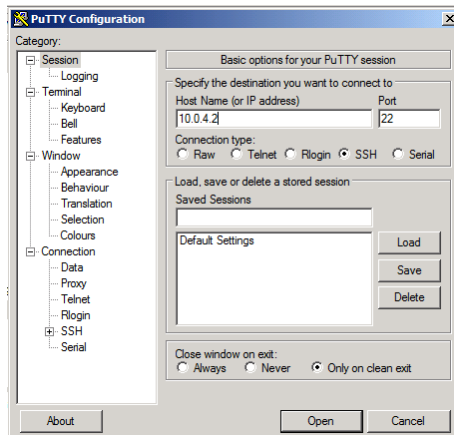 PuTTY Configuration
Category:
Session
Logging
Terminal
Keyboard
Bell
Features
Window
Appearance
Behaviour
Translation
Selection
Colours
Connection
Data
Proxy
Telnet
Rlogin
SSH
Serial
Basic options for your PuTTY session
Specify the destination you want to connect to
Host Name (or IP address) Port
10.0.4.2 22
Connection type:
Raw Telnet Rlogin SSH Serial
Load, save or delete a stored session
Saved Sessions
Default Settings
Load
Save
Delete
Close window on exit:
Always Never Only on clean exit
About Open Cancel